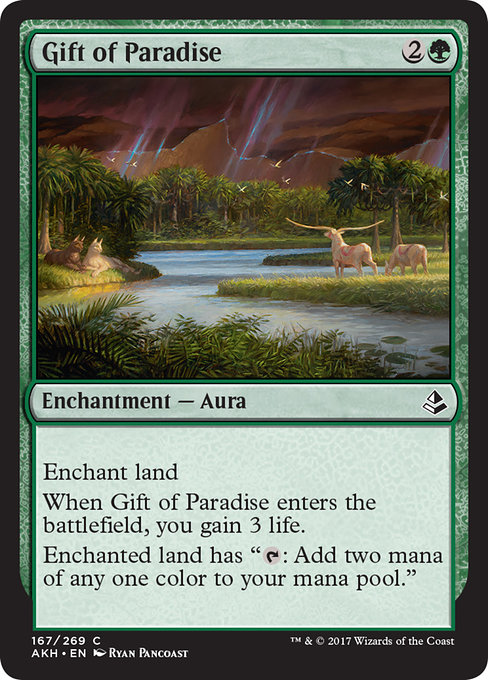 Gift of Paradise 2
Enchantment — Aura
Enchant land
When Gift of Paradise enters the
battlefield, you gain 3 life.
Enchanted land has “: Add two mana
of any one color to your mana pool.”
167/269 C
™ & © 2017 Wizards of the Coast
AKH • EN Ryan Pancoast